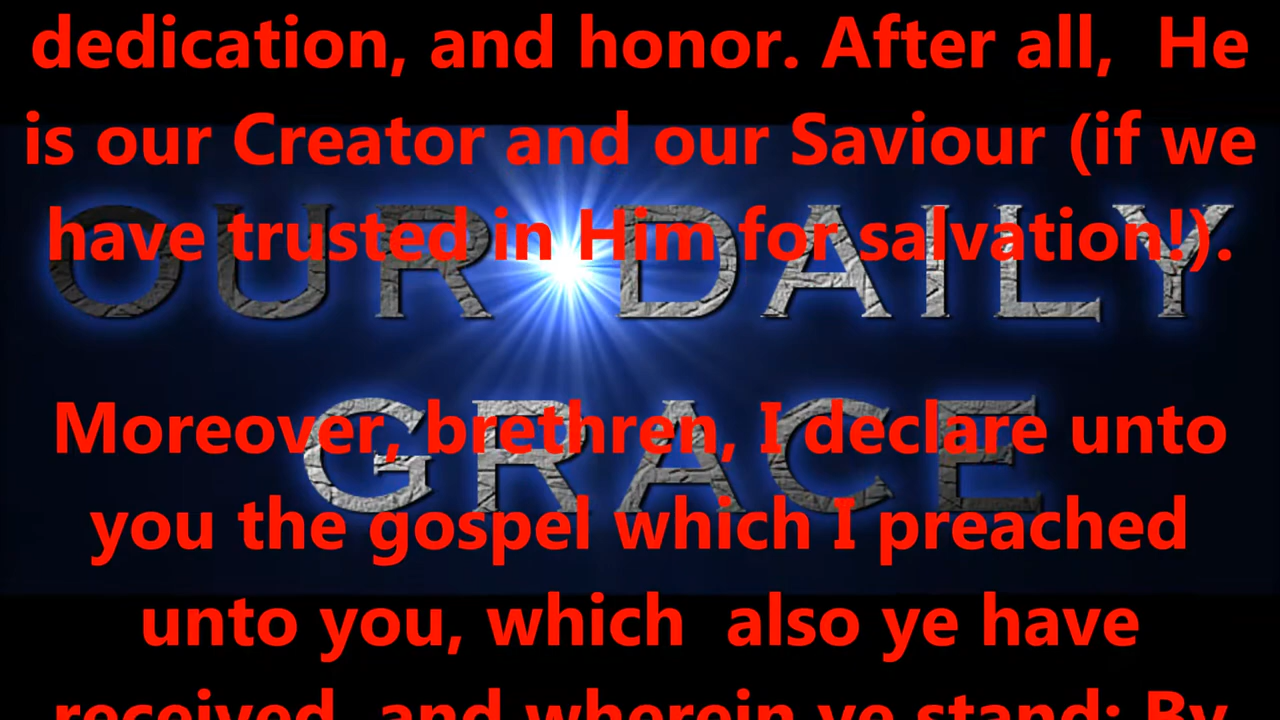 dedication, and honor. After all, He
is our Creator and our Saviour (if we
have trusted in Him for salvation!).
OUR DAILY
GRACE
Moreover, brethren, I declare unto
you the gospel which I preached
unto you, which also ye have
received, and wherein ye stand; By